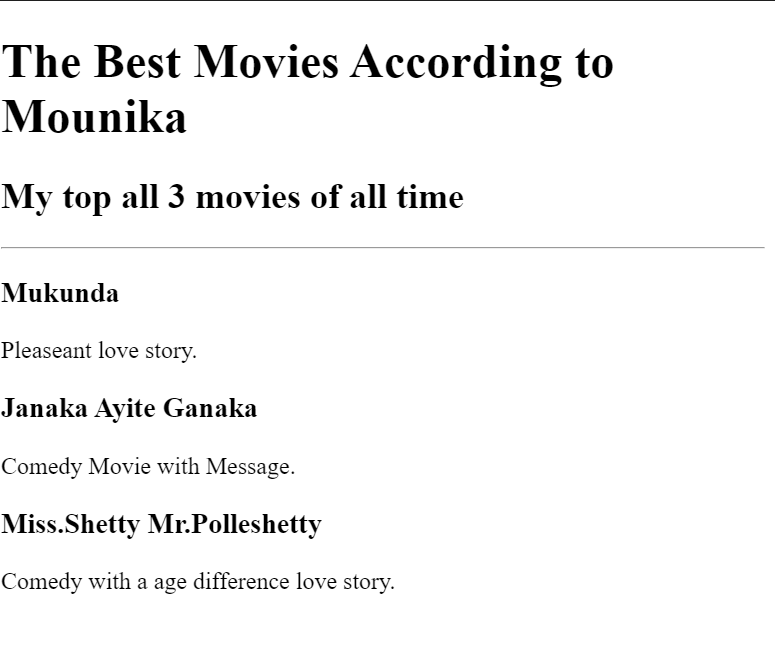 The Best Movies According to
Mounika
My top all 3 movies of all time
Mukunda
Pleaseant love story.
Janaka Ayite Ganaka
Comedy Movie with Message.
Miss.Shetty Mr.Polleshetty
Comedy with a age difference love story.